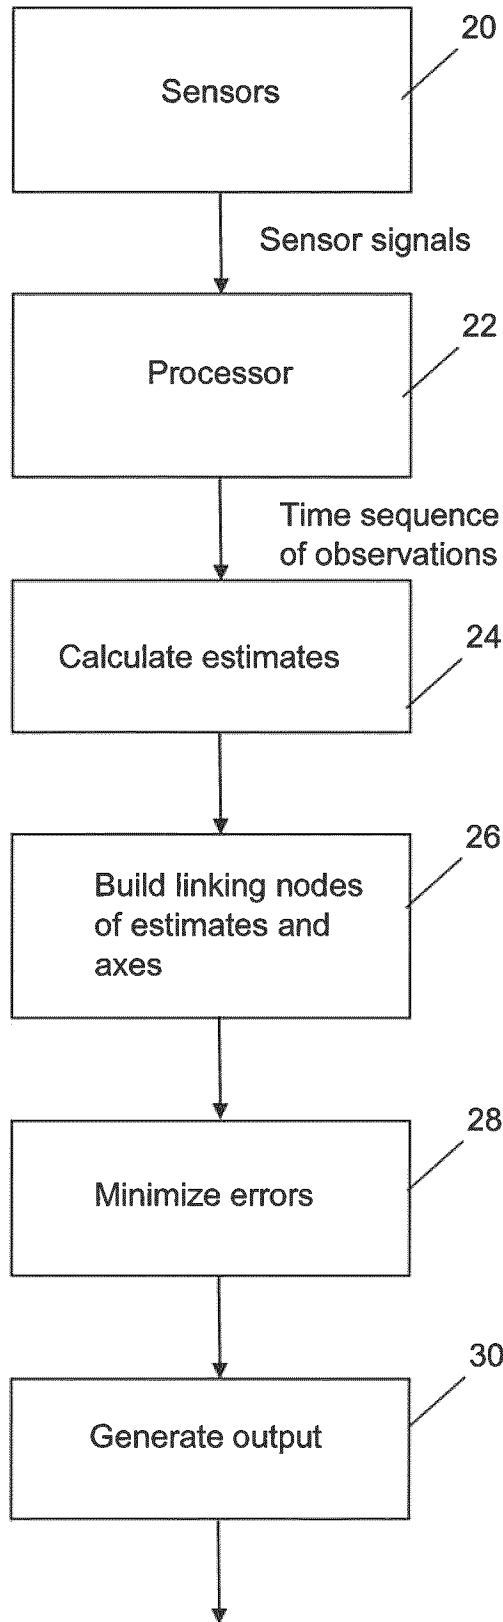 20
Sensors
Sensor signals
22
Processor
Time sequence
of observations
24
Calculate estimates
26
Build linking nodes
of estimates and
axes
28
Minimize errors
30
Generate output